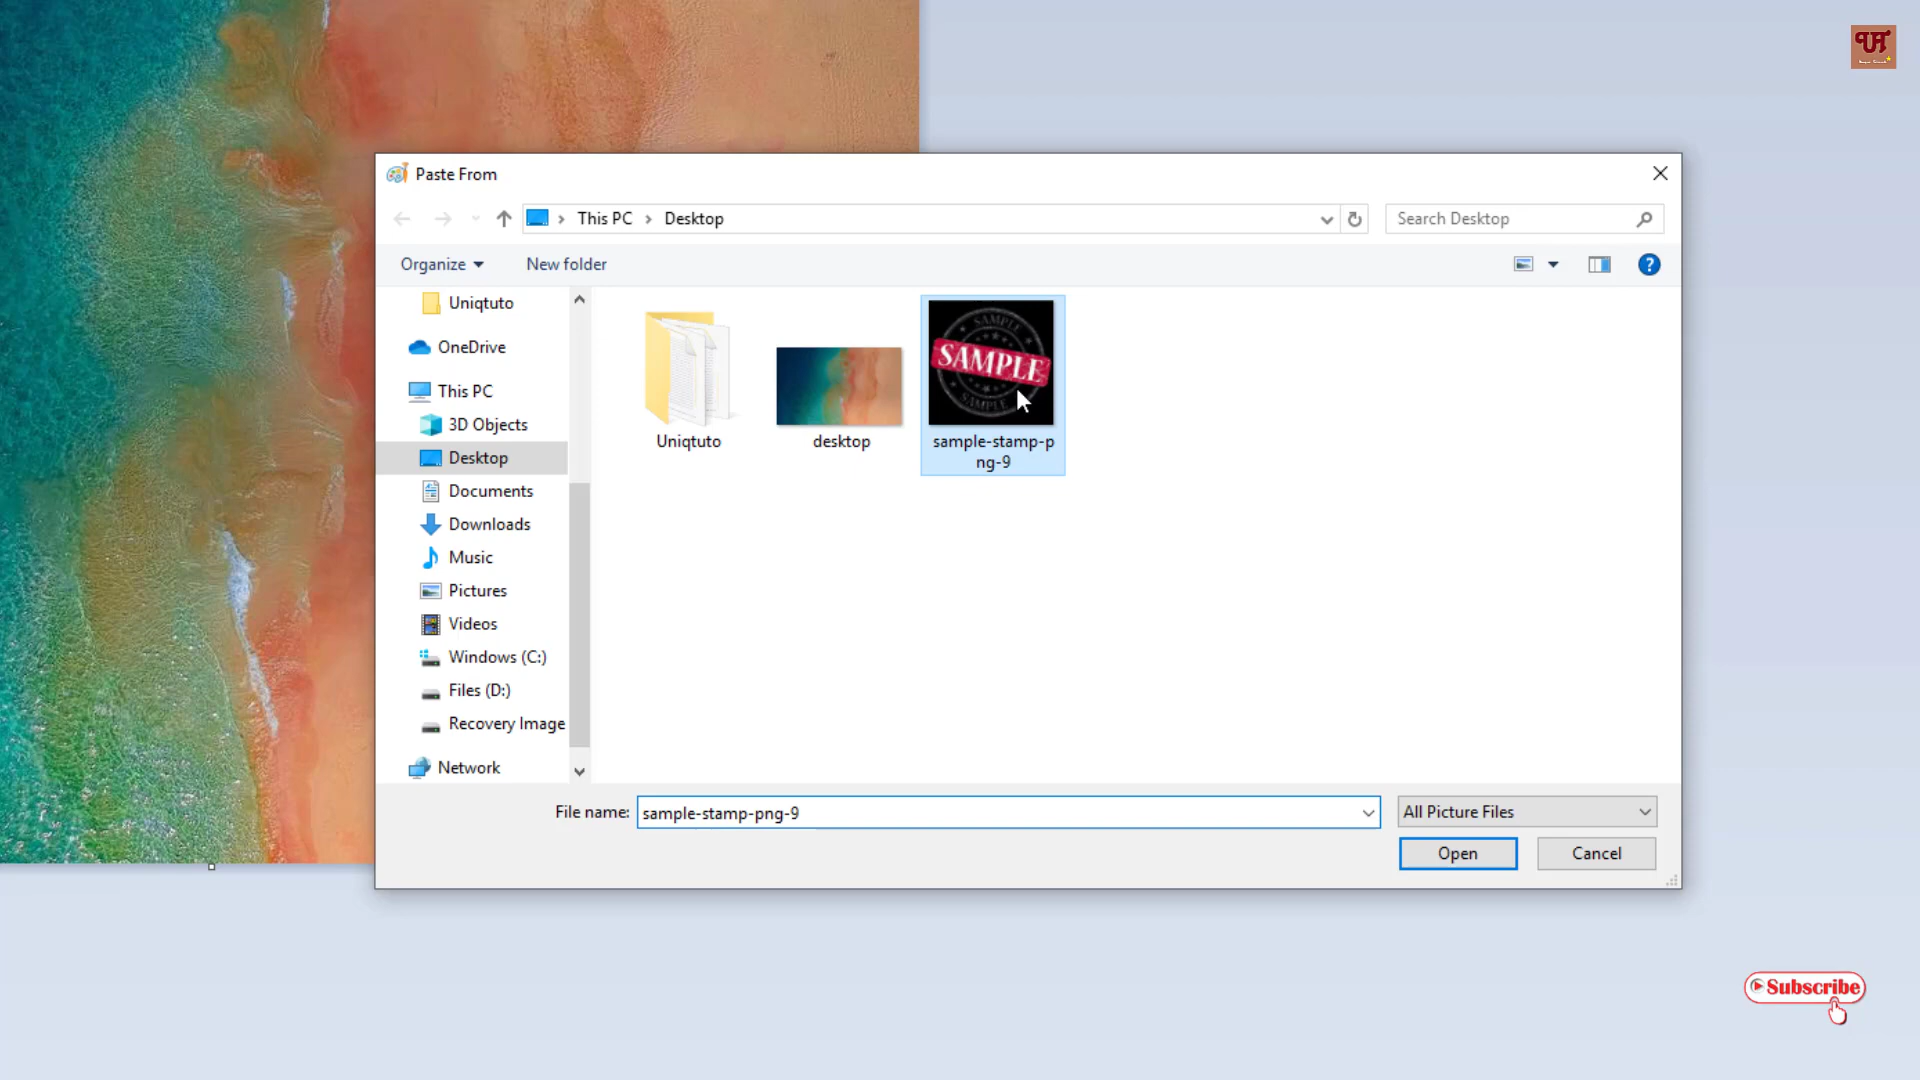 Paste From
This PC
Desktop
Search Desktop
Organize
New folder
Uniqtuto
OneDrive
This PC
3D Objects
Desktop
Documents
Downloads
Music
Pictures
Videos
Windows (C:)
Files (D:)
Recovery Image
Network
Uniqtuto
desktop
SAMPLE
SAMPLE
SAMPLE
sample-stamp-p
ng-9
File name:
sample-stamp-png-9
All Picture Files
Open
Cancel
Subscribe